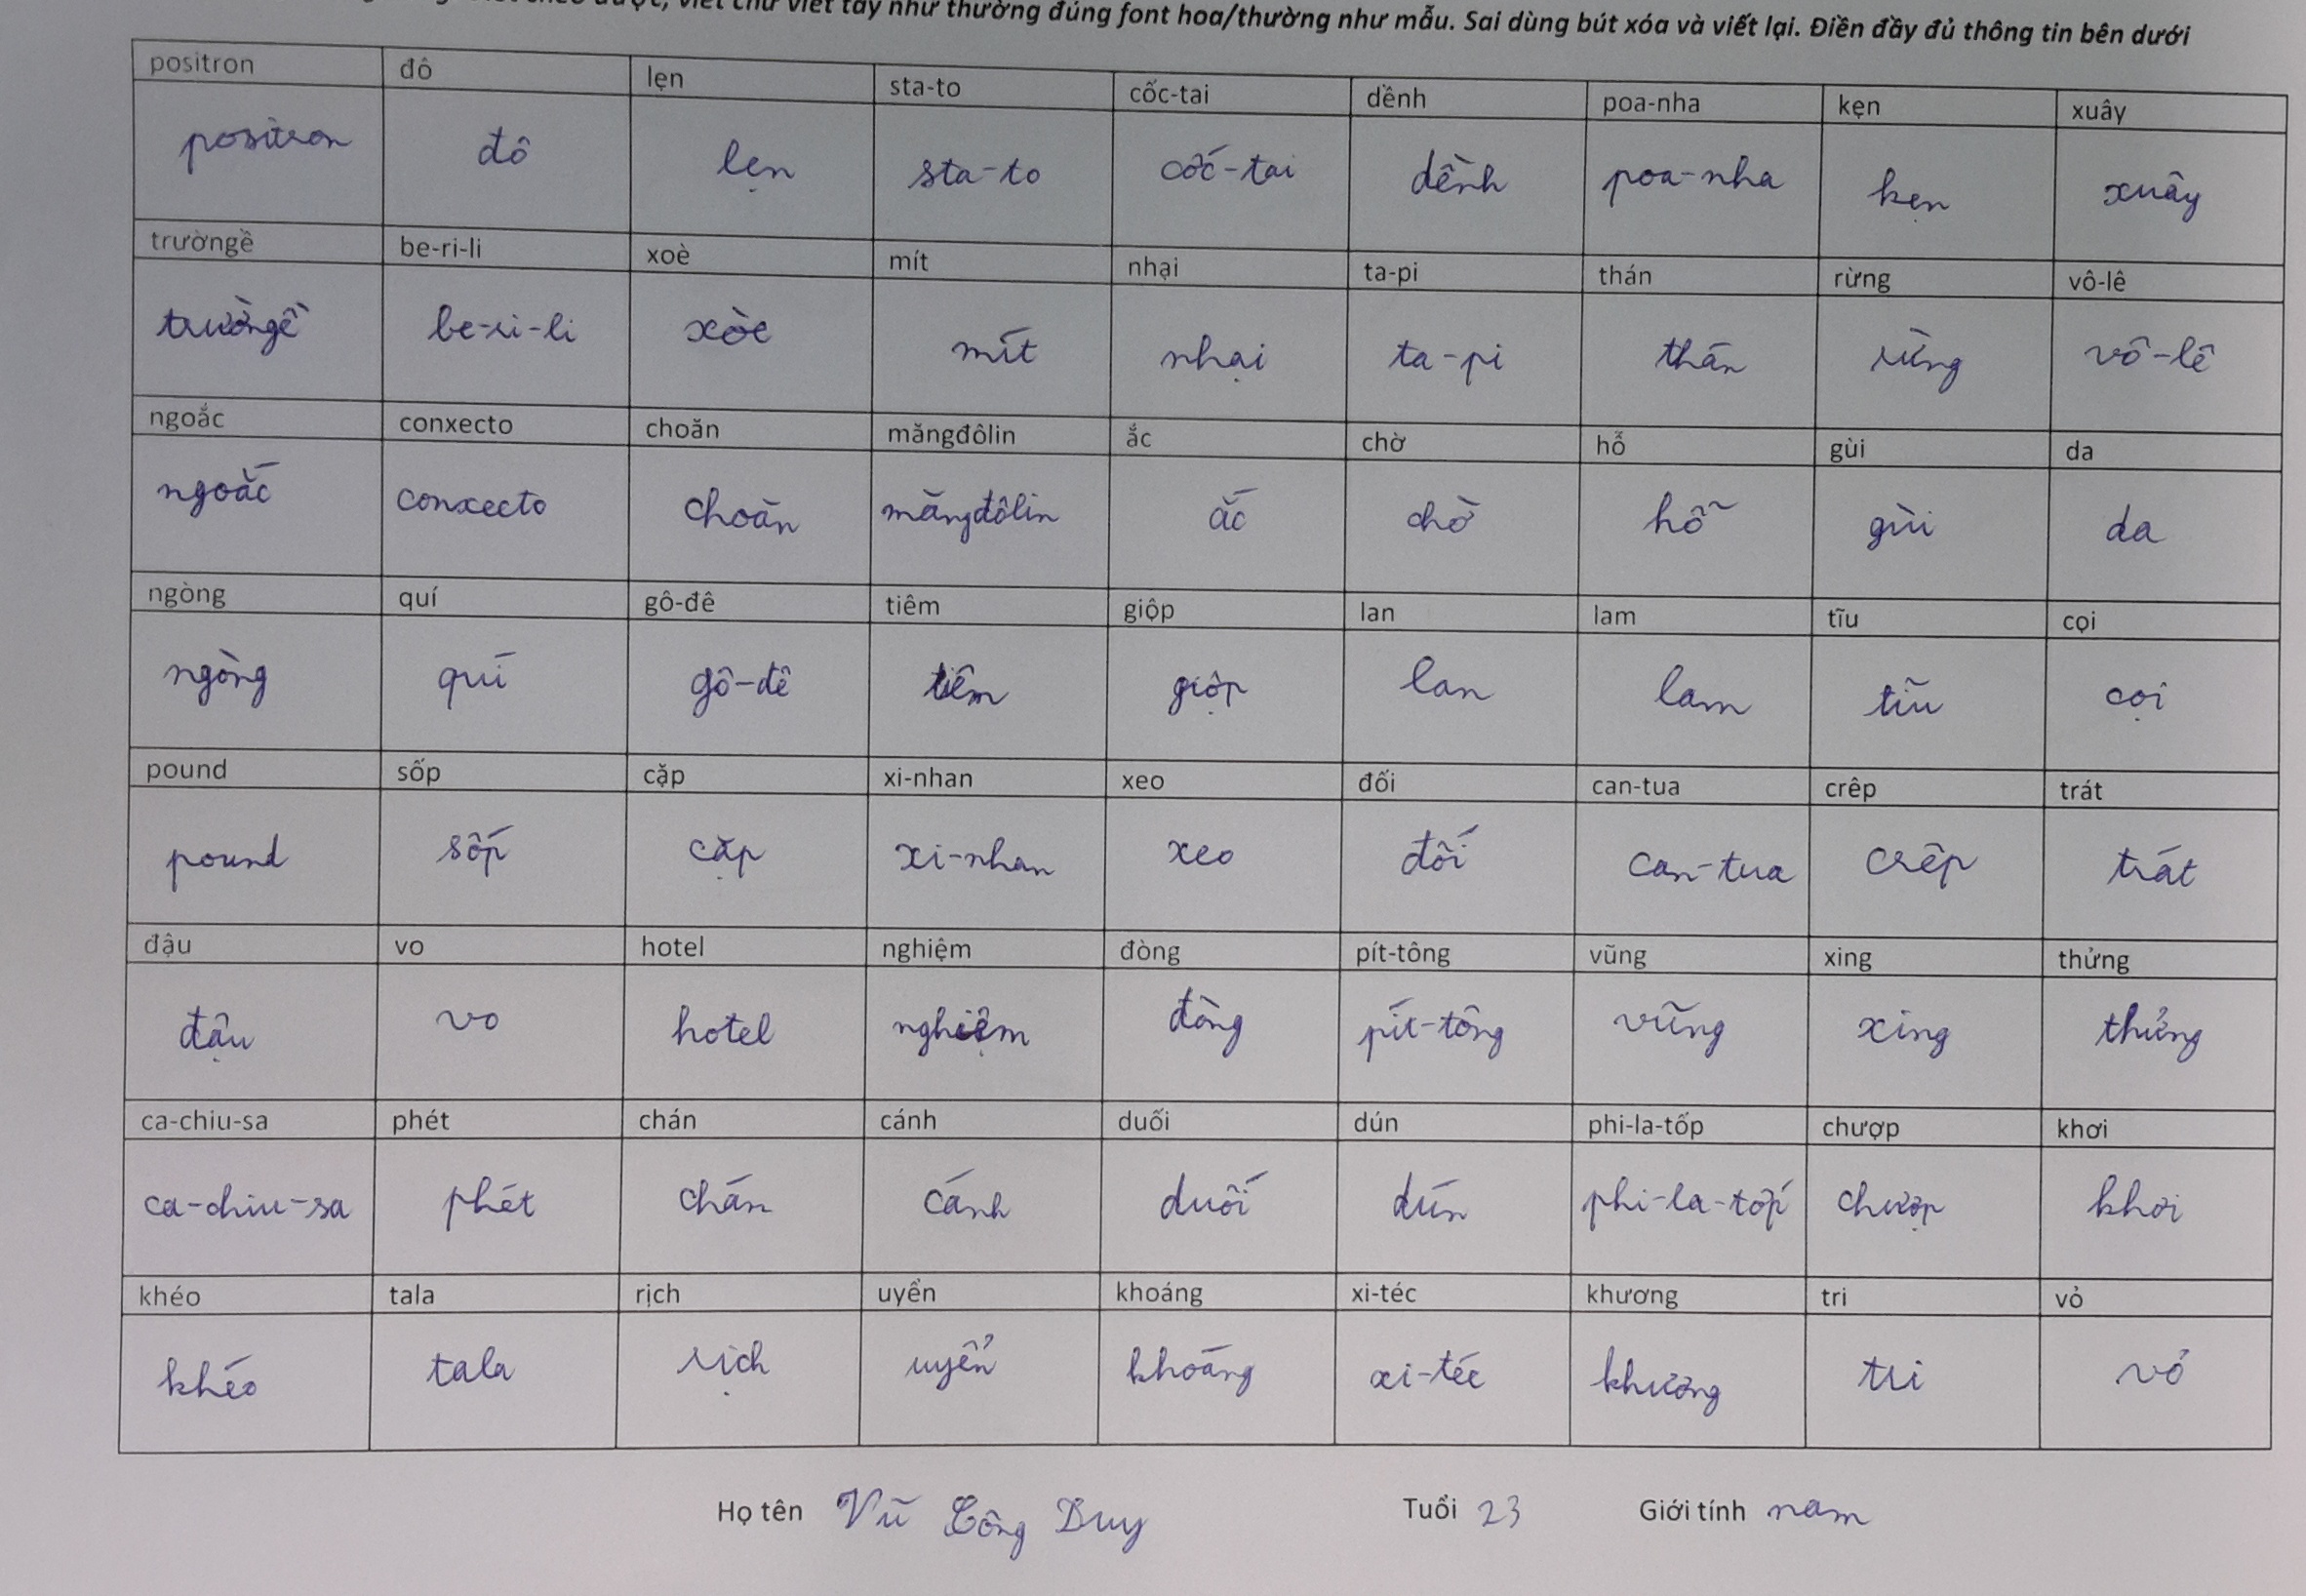 viết chữ viết tay như thường đúng font hoa/thường như mẫu. Sai dùng bút xóa và viết lại. Điền đầy đủ thông tin bên dưới
positron đô lẹn sta-to cốc-tai dềnh poa-nha kẹn xuây
positron đô lẹn sta-to cốc-tai dềnh poa-nha kẹn xuây
trườngề be-ri-li xoè mít nhại ta-pi thán rừng vô-lê
trườngề be-ri-li xòe mít nhại ta-pi thán rừng vô-lê
ngoắc conxecto choăn măngđôlin ắc chờ hỗ gùi da
ngoắc conxecto choăn măngđôlin ắc chờ hỗ gùi da
ngòng quí gô-đê tiêm giộp lan lam tĩu cọi
ngòng quí gô-đê tiêm giộp lan lam tĩu cọi
pound sốp cặp xi-nhan xeo đối can-tua crêp trát
pound sốp cặp xi-nhan xeo đối can-tua crêp trát
đậu vo hotel nghiệm đòng pít-tông vũng xing thửng
đậu vo hotel nghiệm đòng pít-tông vũng xing thửng
ca-chiu-sa phét chán cánh duối dún phi-la-tốp chượp khơi
ca-chiu-sa phét chán cánh duối dún phi-la-tốp chượp khơi
khéo tala rịch uyển khoáng xi-téc khương tri vỏ
khéo tala rịch uyển khoáng xi-téc khương tri vỏ
Họ tên Vũ Công Duy Tuổi 23 Giới tính nam